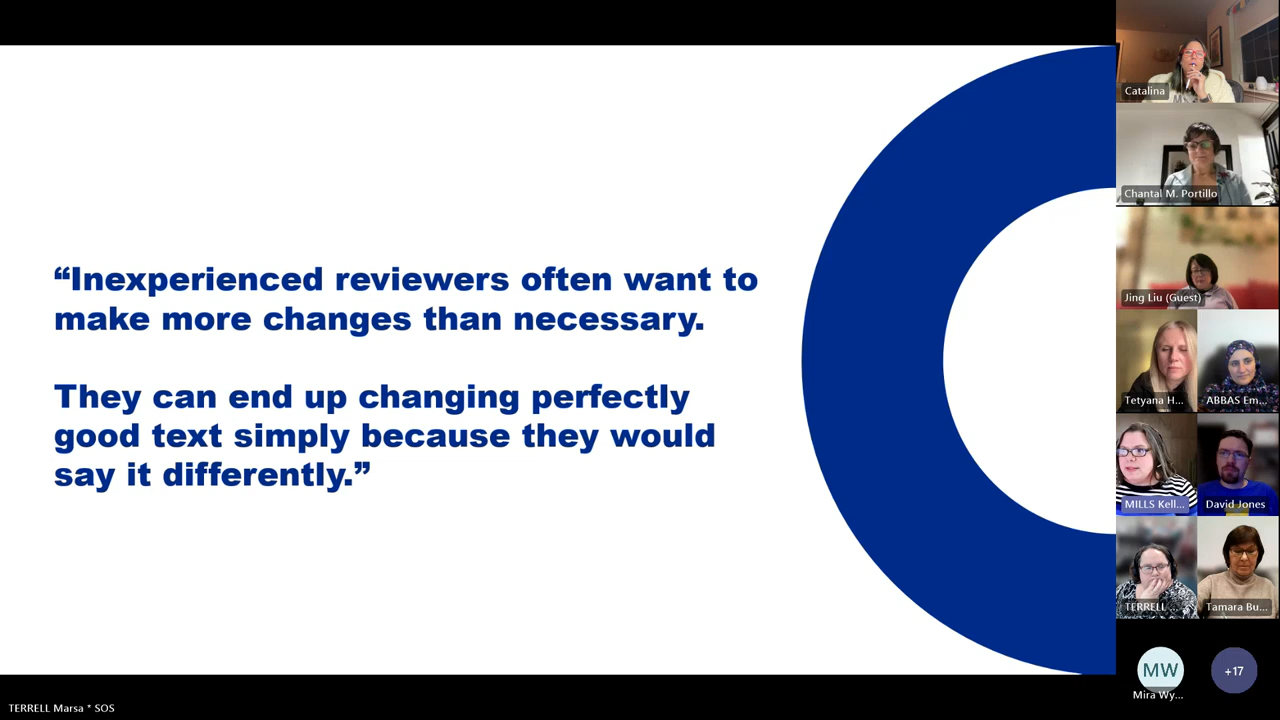 “Inexperienced reviewers often want to
make more changes than necessary.
They can end up changing perfectly
good text simply because they would
say it differently.”
Catalina
Chantal M. Portillo
Jing Liu (Guest)
Tetyana H...
ABBAS Em...
MILLS Kell...
David Jones
TERRELL ...
Tamara Bu...
MW
Mira Wy...
+17
TERRELL Marsa * SOS